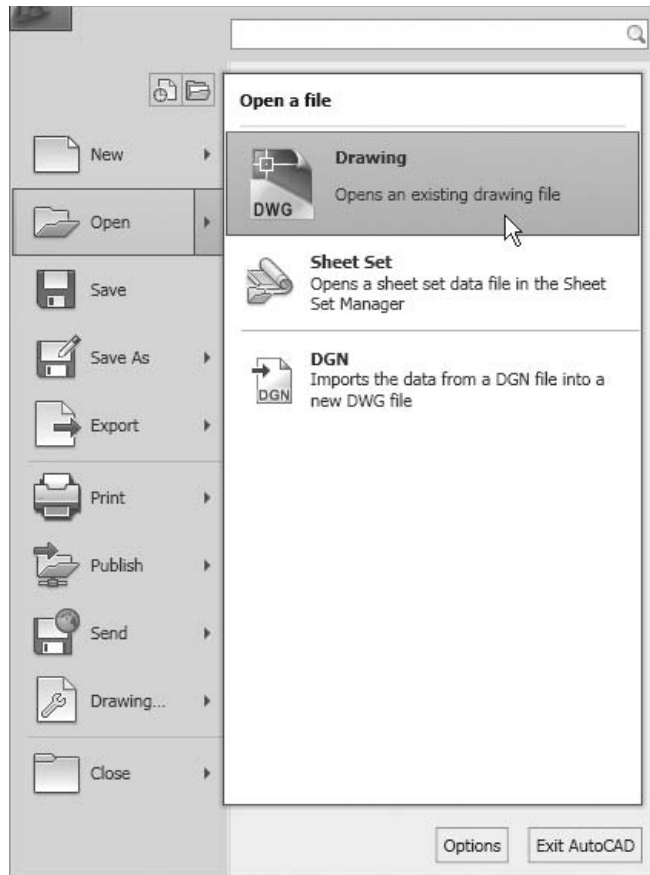 Open a file
New
Open
Save
Save As
Export
Print
Publish
Send
Drawing...
Close
DWG
Drawing
Opens an existing drawing file
Sheet Set
Opens a sheet set data file in the Sheet
Set Manager
DGN
DGN
Imports the data from a DGN file into a
new DWG file
Options
Exit AutoCAD